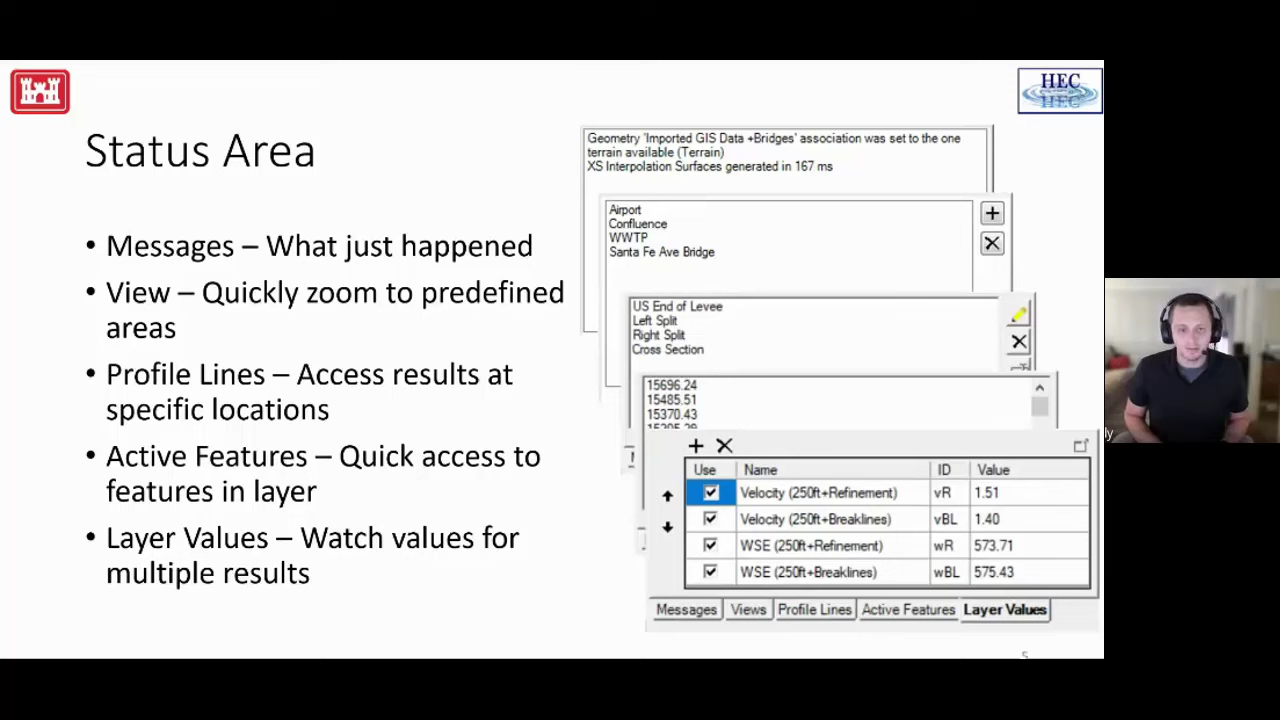 HEC
HEC
Status Area
• Messages – What just happened
• View – Quickly zoom to predefined
areas
• Profile Lines – Access results at
specific locations
• Active Features – Quick access to
features in layer
• Layer Values – Watch values for
multiple results
Geometry 'Imported GIS Data +Bridges' association was set to the one
terrain available (Terrain)
XS Interpolation Surfaces generated in 167 ms
Airport
Confluence
WWTP
Santa Fe Ave Bridge
US End of Levee
Left Split
Right Split
Cross Section
15696.24
15485.51
15370.43
Use Name ID Value
Velocity (250ft+Refinement) vR 1.51
Velocity (250ft+Breaklines) vBL 1.40
WSE (250ft+Refinement) wR 573.71
WSE (250ft+Breaklines) wBL 575.43
Messages Views Profile Lines Active Features Layer Values
5
ly